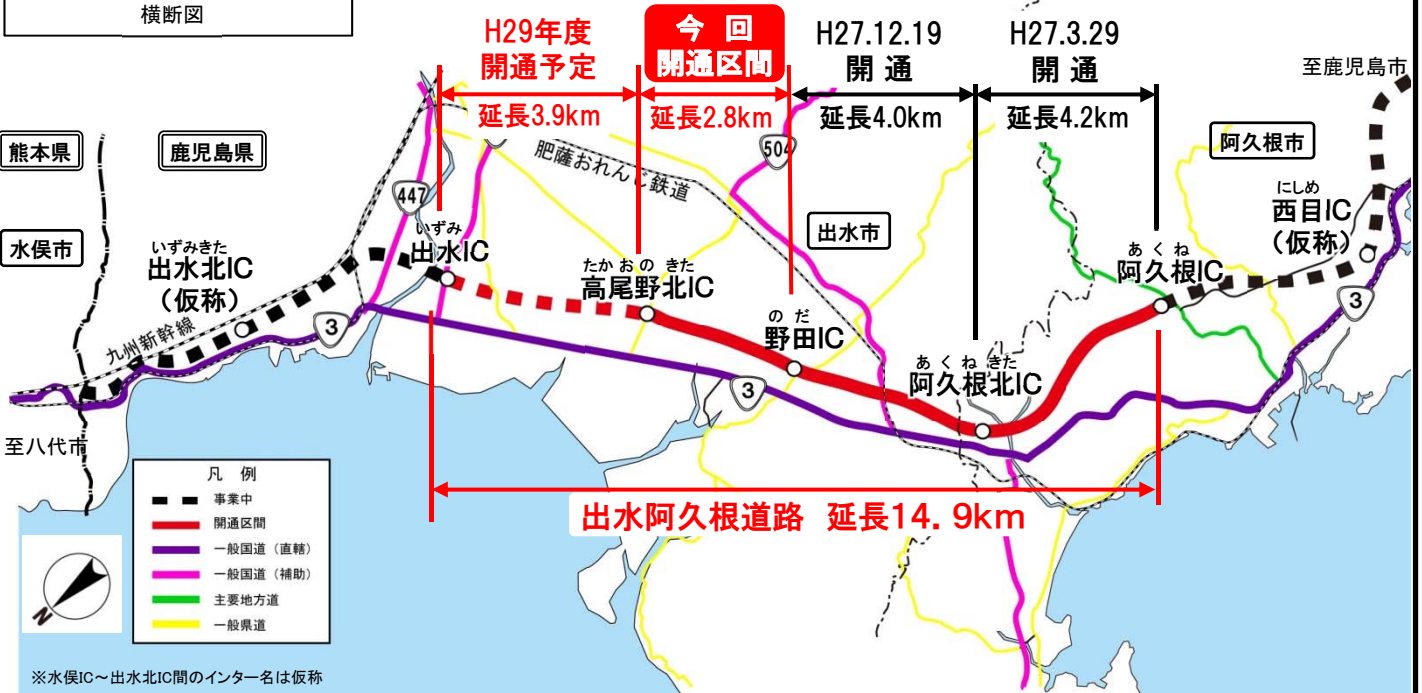 横断図
H29年度
開通予定
延長3.9km
今 回
開通区間
延長2.8km
H27.12.19
開 通
延長4.0km
H27.3.29
開 通
延長4.2km
至鹿児島市
熊本県
鹿児島県
阿久根市
水俣市
出水市
肥薩おれんじ鉄道
504
447
いずみきた
出水北IC
(仮称)
いずみ
出水IC
たかおの きた
高尾野北IC
の だ
野田IC
あくね きた
阿久根北IC
あくね
阿久根IC
にしめ
西目IC
(仮称)
九州新幹線
3
3
3
至八代市
出水阿久根道路 延長14.9km
凡 例
事業中
開通区間
一般国道(直轄)
一般国道(補助)
主要地方道
一般県道
N
※水俣IC~出水北IC間のインター名は仮称